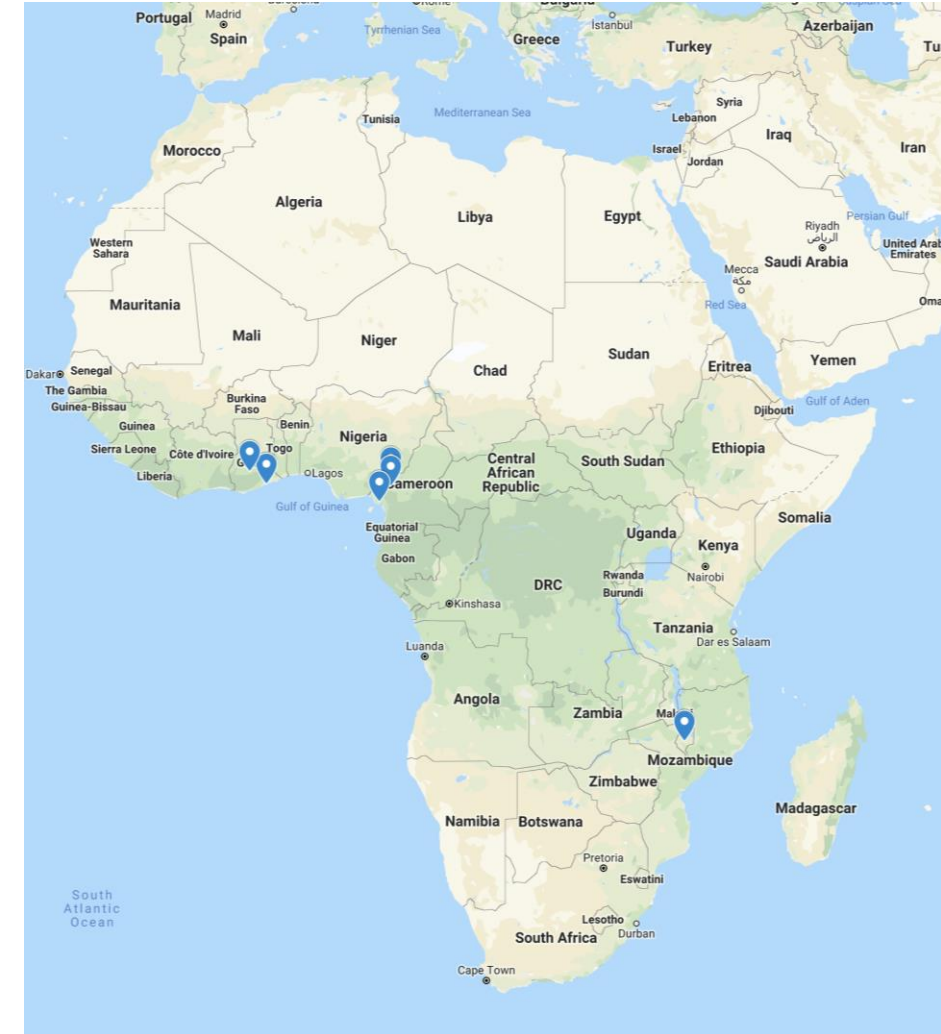 Portugal
Madrid
Spain
Tyrrhenian Sea
Greece
Istanbul
Turkey
Azerbaijan
Tunisia
Mediterranean Sea
Syria
Lebanon
Iraq
Iran
Israel
Jordan
Morocco
Algeria
Libya
Egypt
Persian Gulf
Riyadh
الرياض
United Arab
Emirates
Western
Sahara
Mecca
مكة
Saudi Arabia
Red Sea
Mauritania
Mali
Niger
Chad
Sudan
Eritrea
Yemen
Gulf of Aden
Dakar
Senegal
The Gambia
Guinea-Bissau
Burkina
Faso
Djibouti
Guinea
Benin
Nigeria
Sierra Leone
Côte d'Ivoire
Togo
Liberia
Lagos
Cameroon
Central
African
Republic
South Sudan
Ethiopia
Gulf of Guinea
Somalia
Equatorial
Guinea
Gabon
Uganda
Kenya
Nairobi
DRC
Rwanda
Burundi
Kinshasa
Tanzania
Dar es Salaam
Luanda
Angola
Zambia
Mozambique
Zimbabwe
Madagascar
Namibia
Botswana
Pretoria
Eswatini
South
Atlantic
Ocean
Lesotho
Durban
South Africa
Cape Town